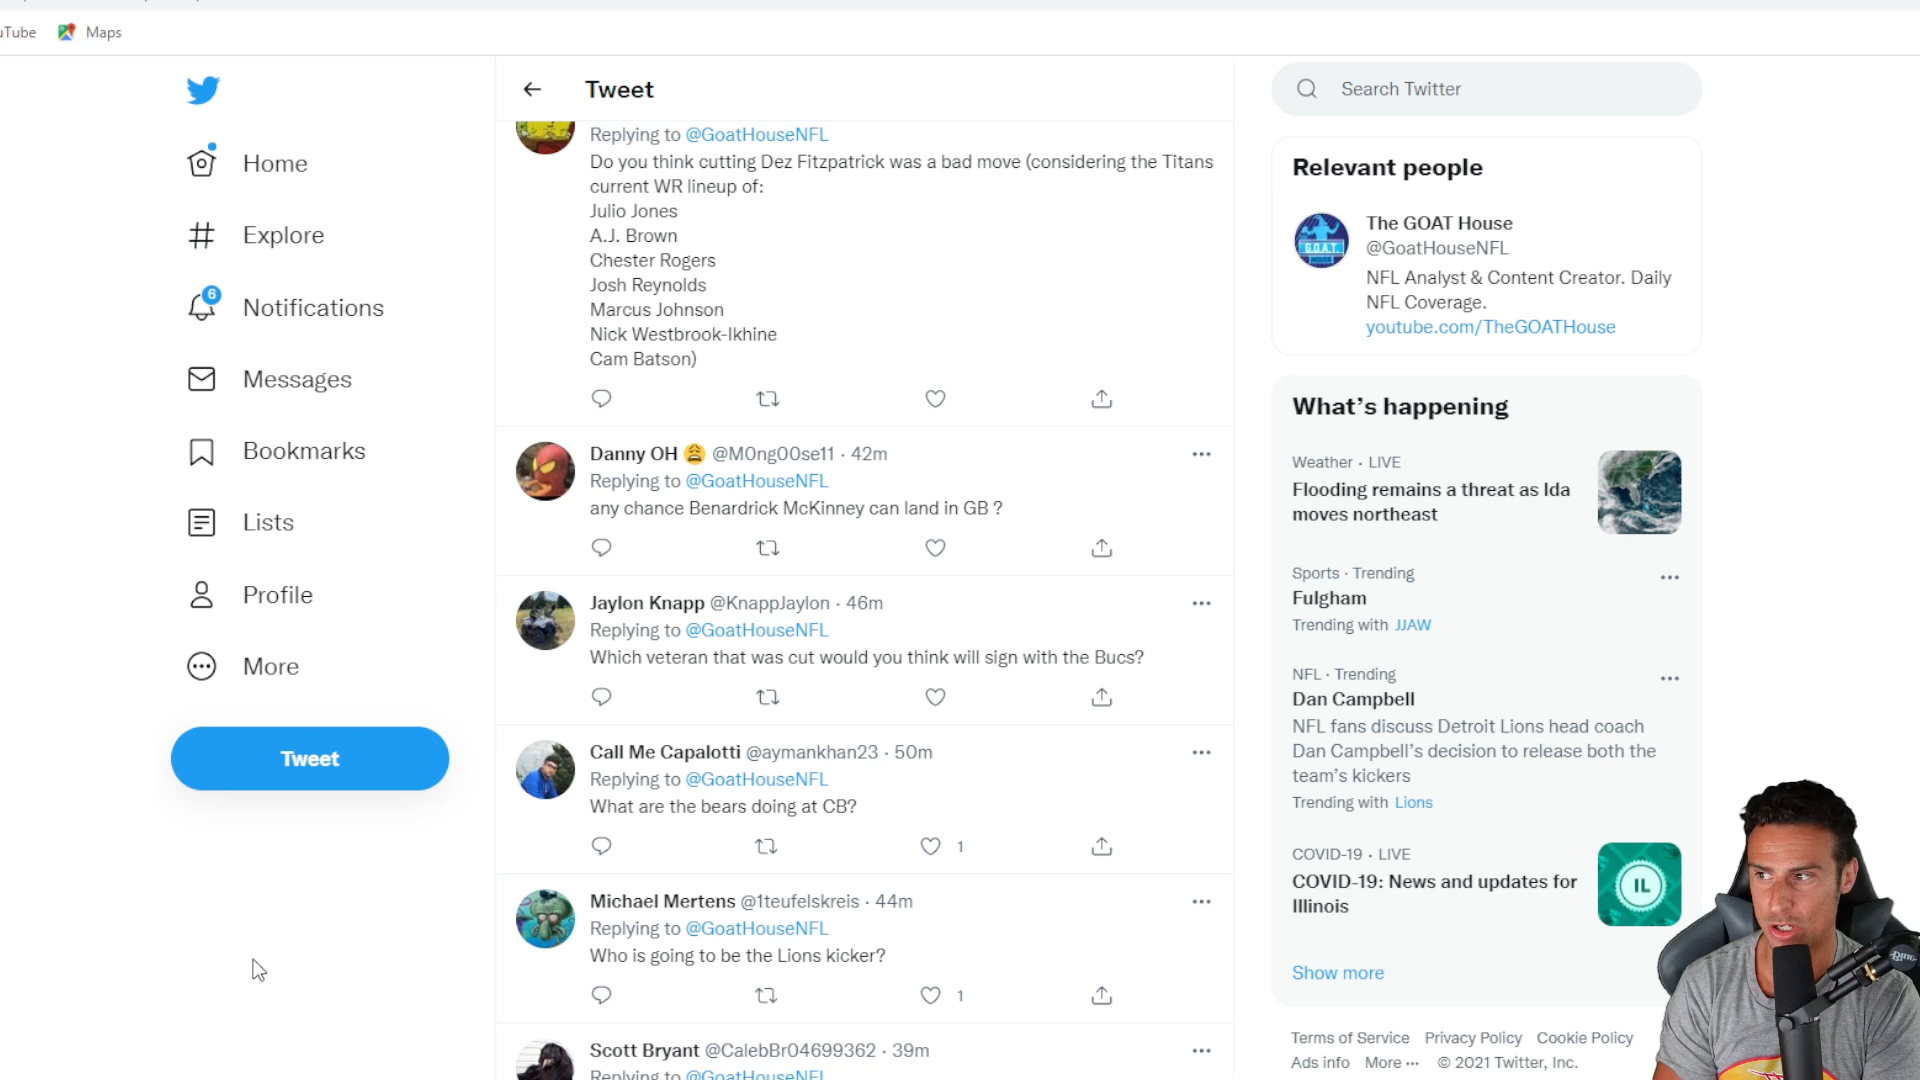 uTube
Maps
Home
Explore
6
Notifications
Messages
Bookmarks
Lists
Profile
More
Tweet
Tweet
Replying to @GoatHouseNFL
Do you think cutting Dez Fitzpatrick was a bad move (considering the Titans
current WR lineup of:
Julio Jones
A.J. Brown
Chester Rogers
Josh Reynolds
Marcus Johnson
Nick Westbrook-Ikhine
Cam Batson)
Danny OH 😩 @M0ng00se11 · 42m
Replying to @GoatHouseNFL
any chance Benardrick McKinney can land in GB ?
Jaylon Knapp @KnappJaylon · 46m
Replying to @GoatHouseNFL
Which veteran that was cut would you think will sign with the Bucs?
Call Me Capalotti @aymankhan23 · 50m
Replying to @GoatHouseNFL
What are the bears doing at CB?
1
Michael Mertens @1teufelskreis · 44m
Replying to @GoatHouseNFL
Who is going to be the Lions kicker?
1
Scott Bryant @CalebBr04699362 · 39m
Replying to @GoatHouseNFL
Search Twitter
Relevant people
G.O.A.T.
HOUSE
The GOAT House
@GoatHouseNFL
NFL Analyst & Content Creator. Daily
NFL Coverage.
youtube.com/TheGOATHouse
What's happening
Weather · LIVE
Flooding remains a threat as Ida
moves northeast
Sports · Trending
Fulgham
Trending with JJAW
NFL · Trending
Dan Campbell
NFL fans discuss Detroit Lions head coach
Dan Campbell's decision to release both the
team's kickers
Trending with Lions
COVID-19 · LIVE
COVID-19: News and updates for
Illinois
IL
Show more
Terms of Service Privacy Policy Cookie Policy
Ads info More ··· © 2021 Twitter, Inc.